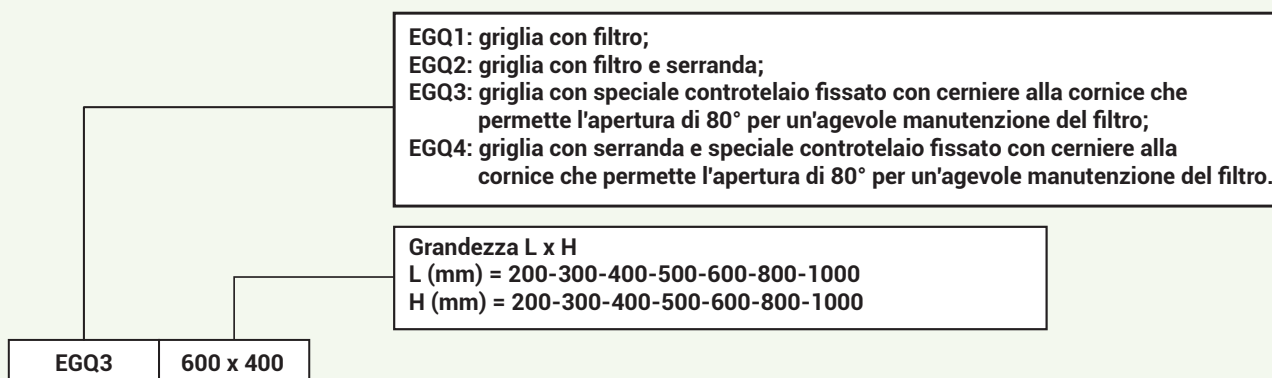 EGQ1: griglia con filtro;
EGQ2: griglia con filtro e serranda;
EGQ3: griglia con speciale controtelaio fissato con cerniere alla cornice che
permette l'apertura di 80° per un'agevole manutenzione del filtro;
EGQ4: griglia con serranda e speciale controtelaio fissato con cerniere alla
cornice che permette l'apertura di 80° per un'agevole manutenzione del filtro.
Grandezza L x H
L (mm) = 200-300-400-500-600-800-1000
H (mm) = 200-300-400-500-600-800-1000
EGQ3 600 x 400